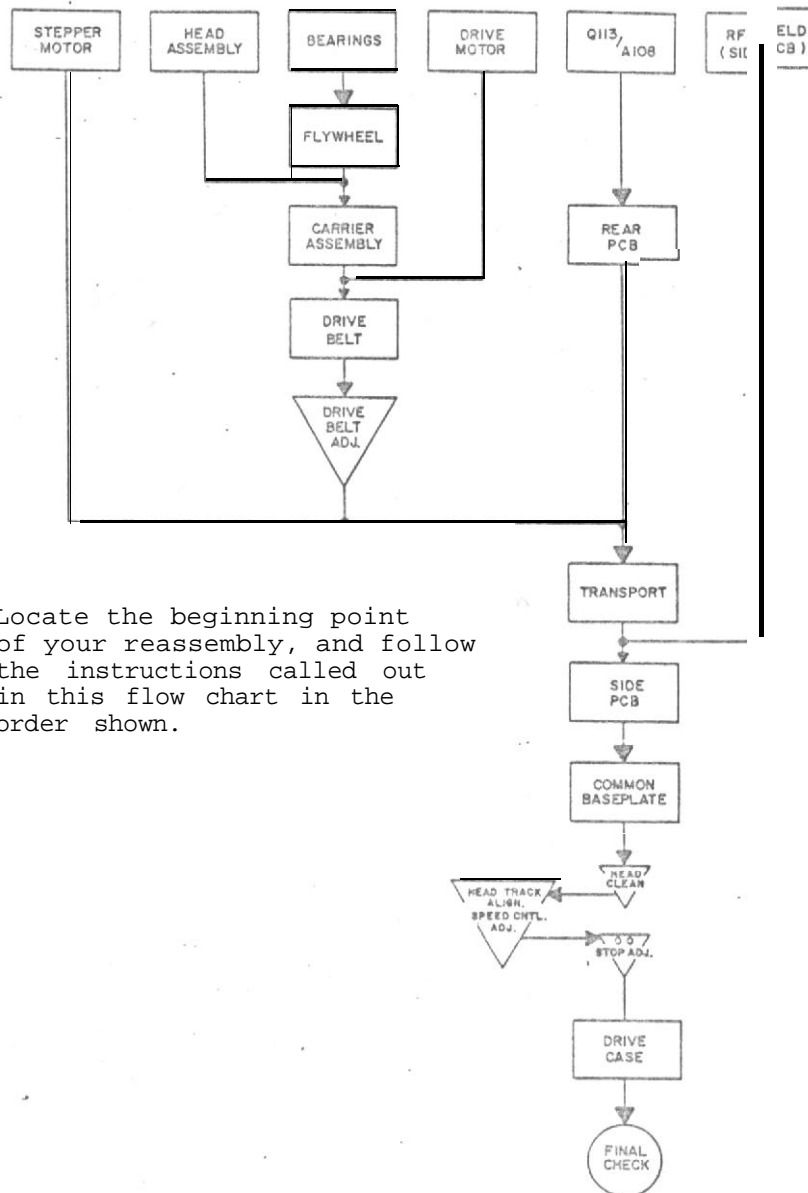 STEPPER
MOTOR
HEAD
ASSEMBLY
BEARINGS
DRIVE
MOTOR
Q113/
A108
RF
(SI
ELD
CB)
FLYWHEEL
CARRIER
ASSEMBLY
REAR
PCB
DRIVE
BELT
DRIVE
BELT
ADJ.
TRANSPORT
Locate the beginning point
of your reassembly, and follow
the instructions called out
in this flow chart in the
order shown.
SIDE
PCB
COMMON
BASEPLATE
HEAD
CLEAN
HEAD TRACK
ALIGN.
SPEED CNTL.
ADJ.
OO
STOP ADJ.
DRIVE
CASE
FINAL
CHECK